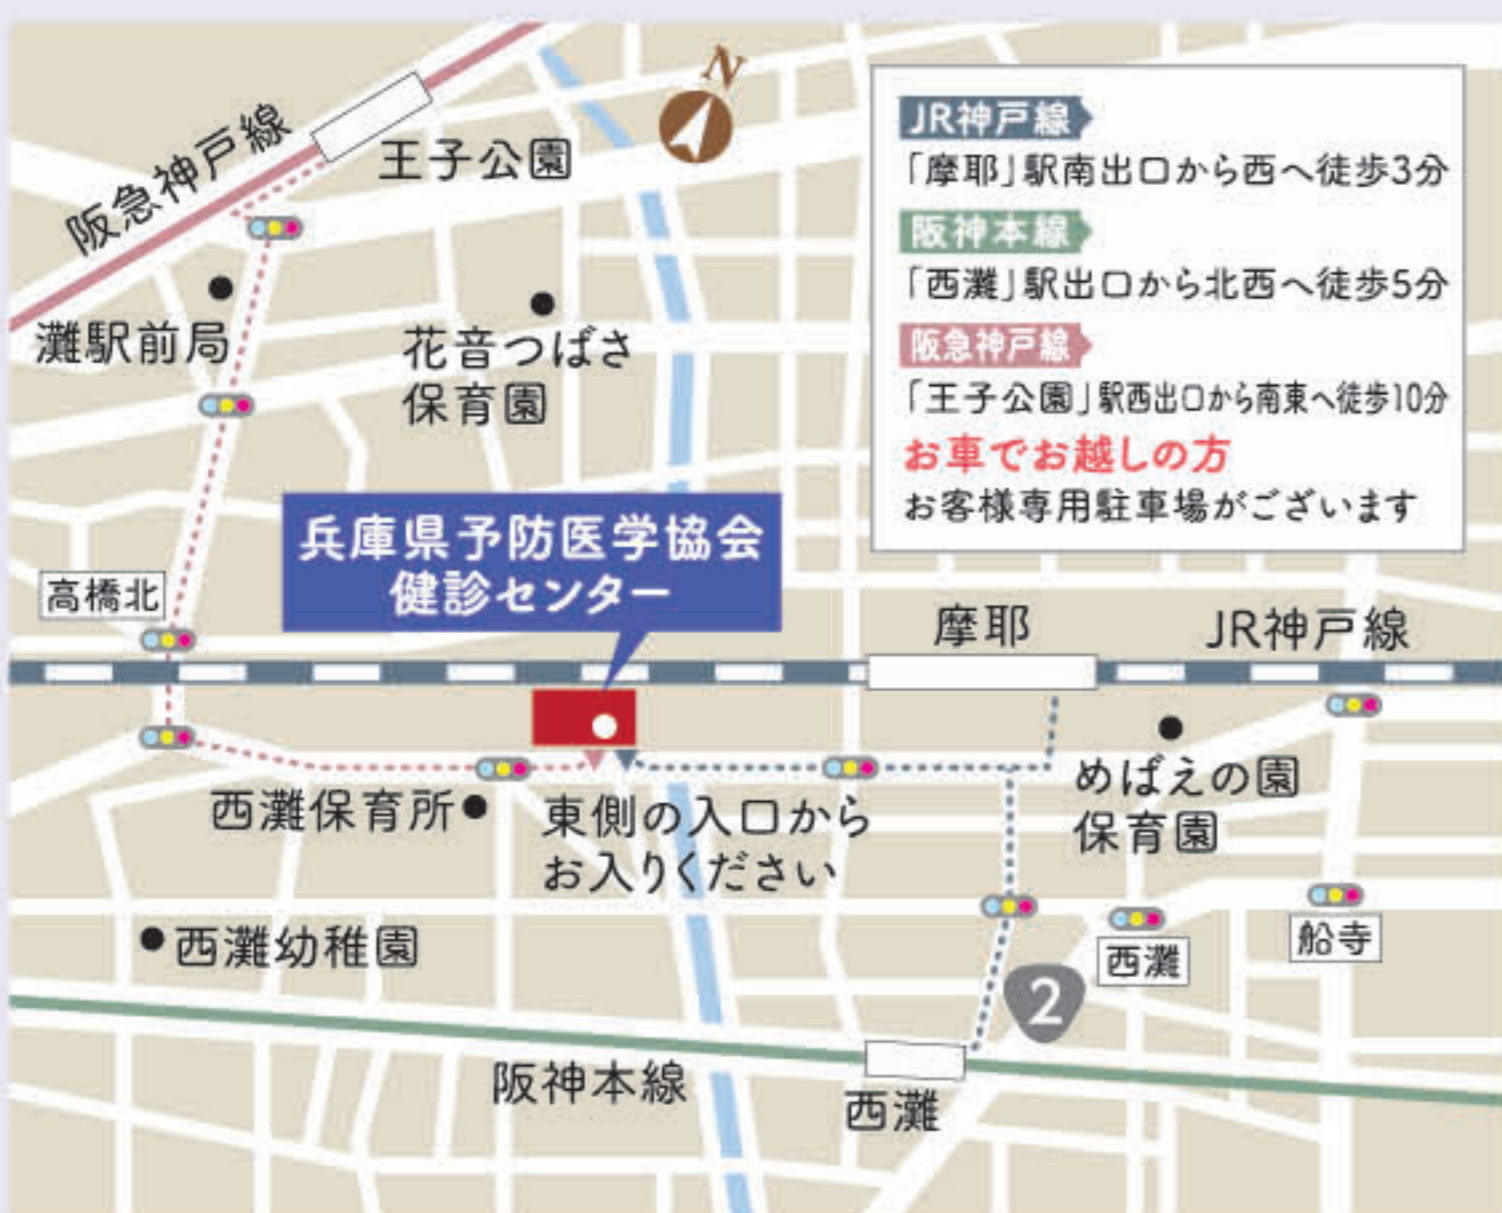 N
阪急神戸線
王子公園
JR神戸線
「摩耶」駅南出口から西へ徒歩3分
阪神本線
「西灘」駅出口から北西へ徒歩5分
阪急神戸線
「王子公園」駅西出口から南東へ徒歩10分
お車でお越しの方
お客様専用駐車場がございます
灘駅前局
花音つばさ
保育園
兵庫県予防医学協会
健診センター
高橋北
摩耶
JR神戸線
めばえの園
保育園
西灘保育所
東側の入口から
お入りください
西灘幼稚園
西灘
船寺
2
阪神本線
西灘